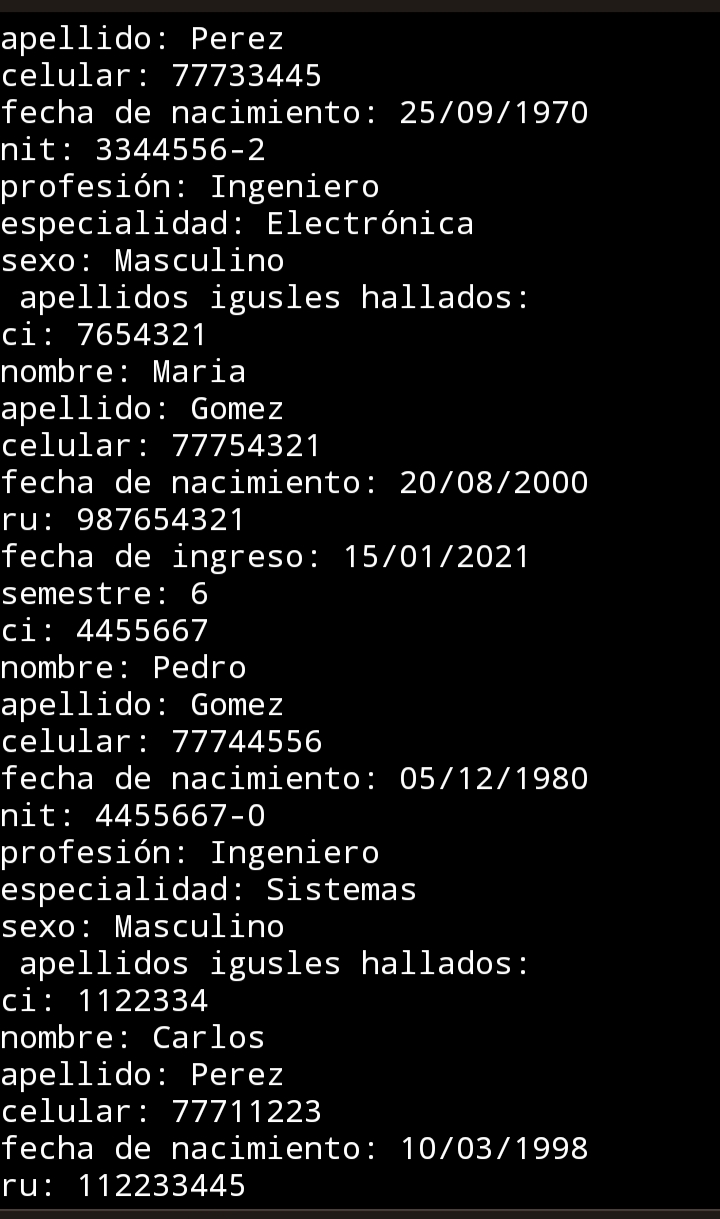 apellido: Perez
celular: 77733445
fecha de nacimiento: 25/09/1970
nit: 3344556-2
profesión: Ingeniero
especialidad: Electrónica
sexo: Masculino
apellidos igusles hallados:
ci: 7654321
nombre: Maria
apellido: Gomez
celular: 77754321
fecha de nacimiento: 20/08/2000
ru: 987654321
fecha de ingreso: 15/01/2021
semestre: 6
ci: 4455667
nombre: Pedro
apellido: Gomez
celular: 77744556
fecha de nacimiento: 05/12/1980
nit: 4455667-O
profesión: Ingeniero
especialidad: Sistemas
sexo: Masculino
apellidos igusles hallados:
ci: 1122334
nombre: Carlos
apellido: Perez
celular: 77711223
fecha de nacimiento: 10/03/1998
ru: 112233445